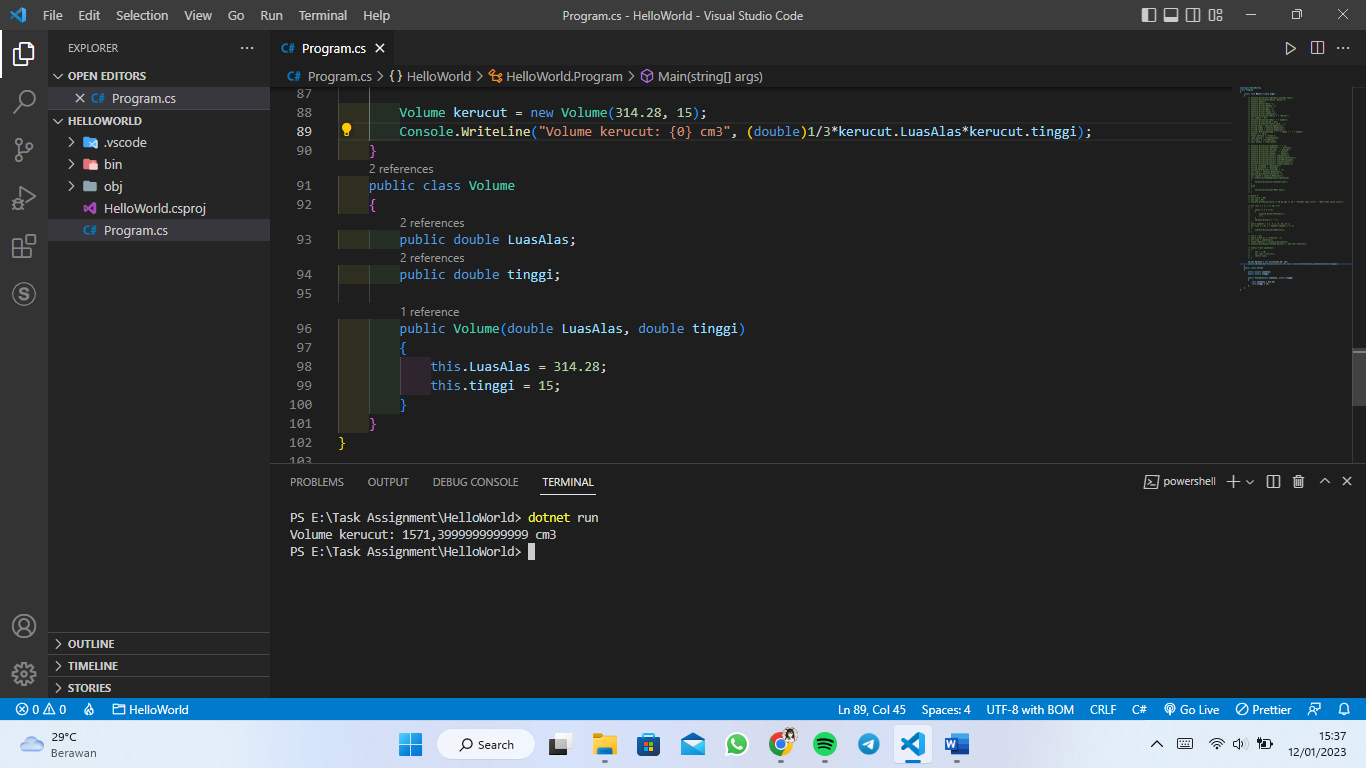 File Edit Selection View Go Run Terminal Help
Program.cs - HelloWorld - Visual Studio Code
EXPLORER
OPEN EDITORS
C# Program.cs
HELLOWORLD
.vscode
bin
obj
HelloWorld.csproj
C# Program.cs
OUTLINE
TIMELINE
STORIES
C# Program.cs
C# Program.cs > {} HelloWorld > HelloWorld.Program > Main(string[] args)
87
88 Volume kerucut = new Volume(314.28, 15);
89 Console.WriteLine("Volume kerucut: {0} cm3", (double)1/3*kerucut.LuasAlas*kerucut.tinggi);
90 }
2 references
91 public class Volume
92 {
2 references
93 public double LuasAlas;
2 references
94 public double tinggi;
95
1 reference
96 public Volume(double LuasAlas, double tinggi)
97 {
98 this.LuasAlas = 314.28;
99 this.tinggi = 15;
100 }
101 }
102 }
103
PROBLEMS OUTPUT DEBUG CONSOLE TERMINAL
powershell
PS E:\Task Assignment\HelloWorld> dotnet run
Volume kerucut: 1571,3999999999999 cm3
PS E:\Task Assignment\HelloWorld>
0 0 HelloWorld
Ln 89, Col 45 Spaces: 4 UTF-8 with BOM CRLF C# Go Live Prettier
29°C
Berawan
Search
15:37
12/01/2023